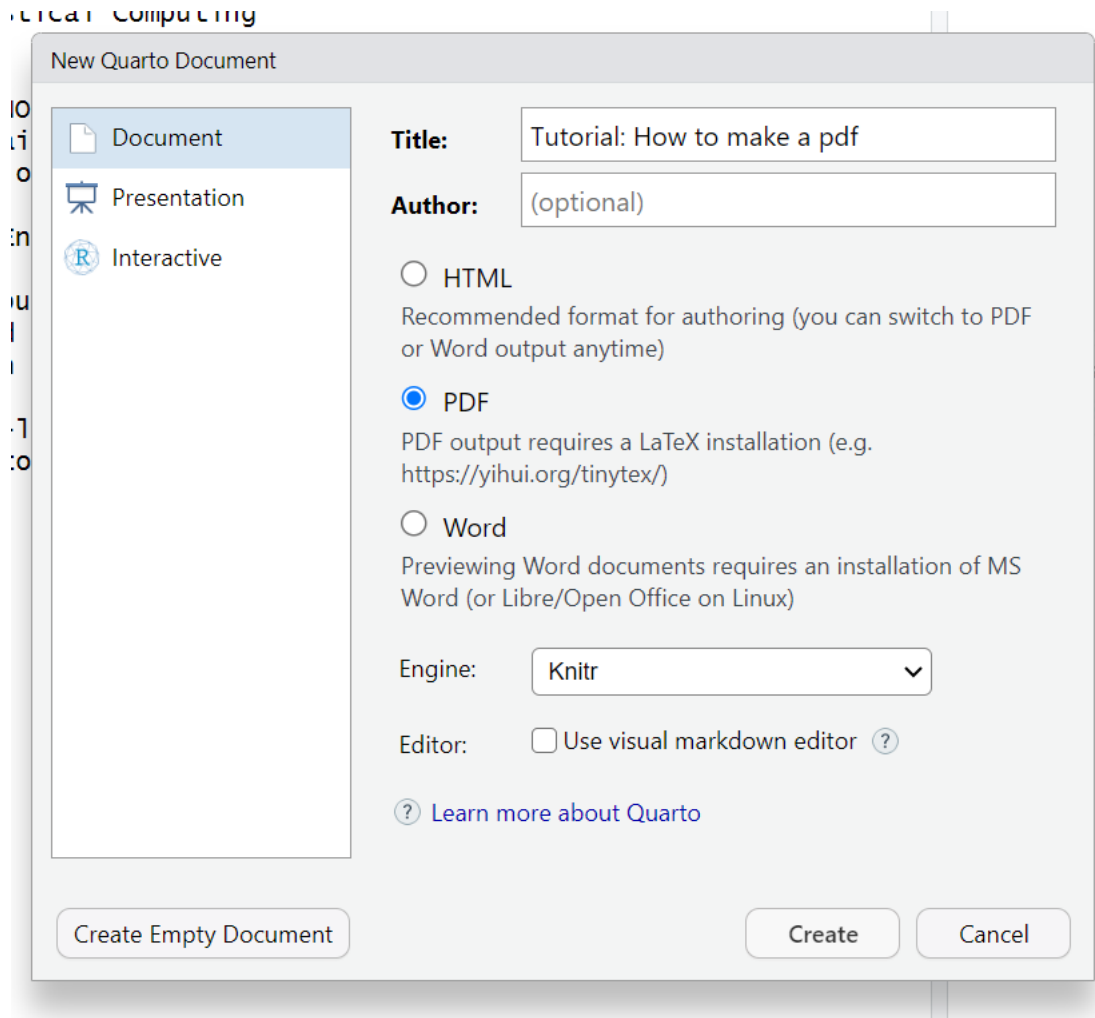 New Quarto Document
Document
Presentation
R Interactive
Title: Tutorial: How to make a pdf
Author: (optional)
HTML
Recommended format for authoring (you can switch to PDF
or Word output anytime)
PDF
PDF output requires a LaTeX installation (e.g.
https://yihui.org/tinytex/)
Word
Previewing Word documents requires an installation of MS
Word (or Libre/Open Office on Linux)
Engine: Knitr
Editor: Use visual markdown editor ?
? Learn more about Quarto
Create Empty Document Create Cancel